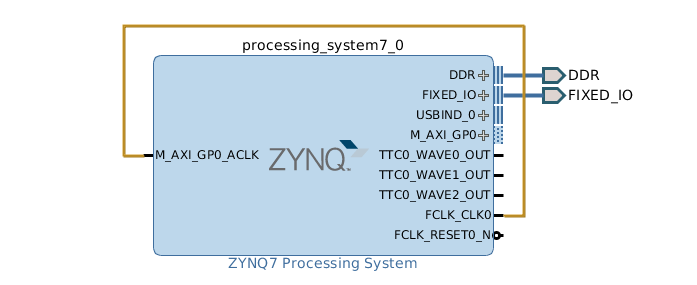 processing_system7_0
DDR
FIXED_IO
USBIND_0
M_AXI_GP0
M_AXI_GP0_ACLK
ZYNQ
TTC0_WAVE0_OUT
TTC0_WAVE1_OUT
TTC0_WAVE2_OUT
FCLK_CLK0
FCLK_RESET0_N
DDR
FIXED_IO
ZYNQ7 Processing System